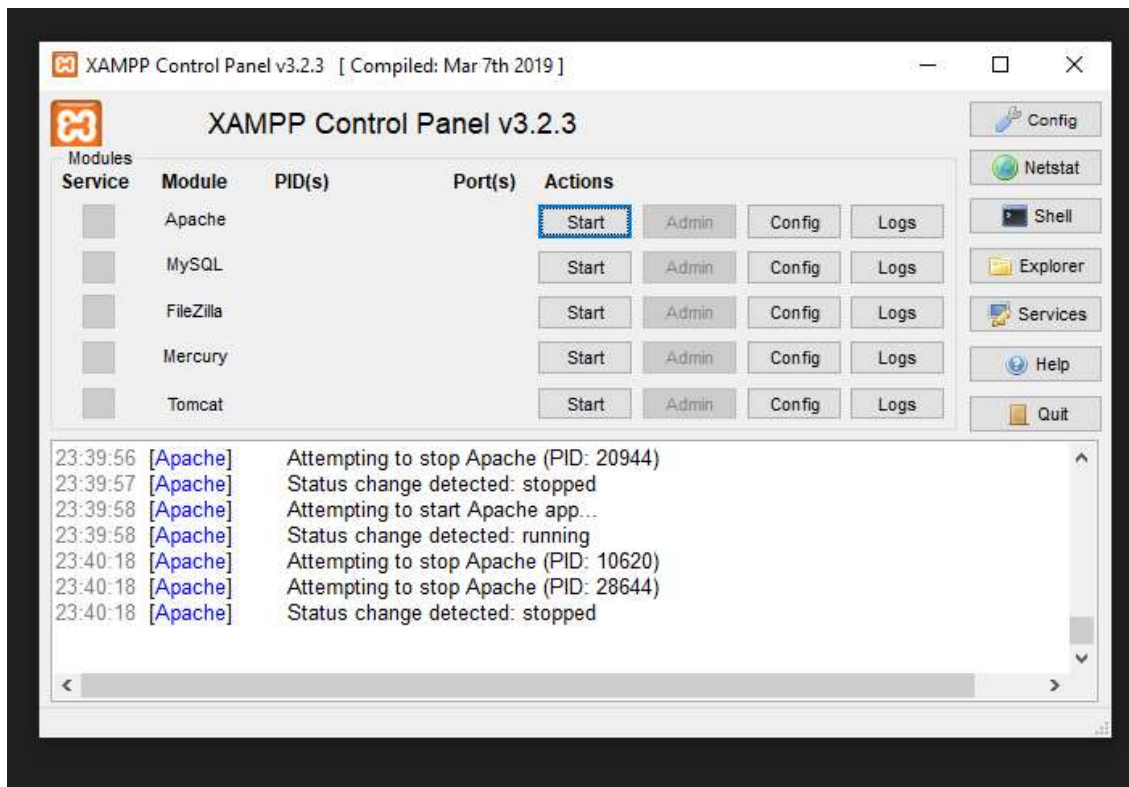 XAMPP Control Panel v3.2.3 [ Compiled: Mar 7th 2019 ]
XAMPP Control Panel v3.2.3
Config
Modules
Service Module PID(s) Port(s) Actions
Netstat
Apache Start Admin Config Logs
Shell
MySQL Start Admin Config Logs
Explorer
FileZilla Start Admin Config Logs
Services
Mercury Start Admin Config Logs
Help
Tomcat Start Admin Config Logs
Quit
23:39:56 [Apache] Attempting to stop Apache (PID: 20944)
23:39:57 [Apache] Status change detected: stopped
23:39:58 [Apache] Attempting to start Apache app...
23:39:58 [Apache] Status change detected: running
23:40:18 [Apache] Attempting to stop Apache (PID: 10620)
23:40:18 [Apache] Attempting to stop Apache (PID: 28644)
23:40:18 [Apache] Status change detected: stopped